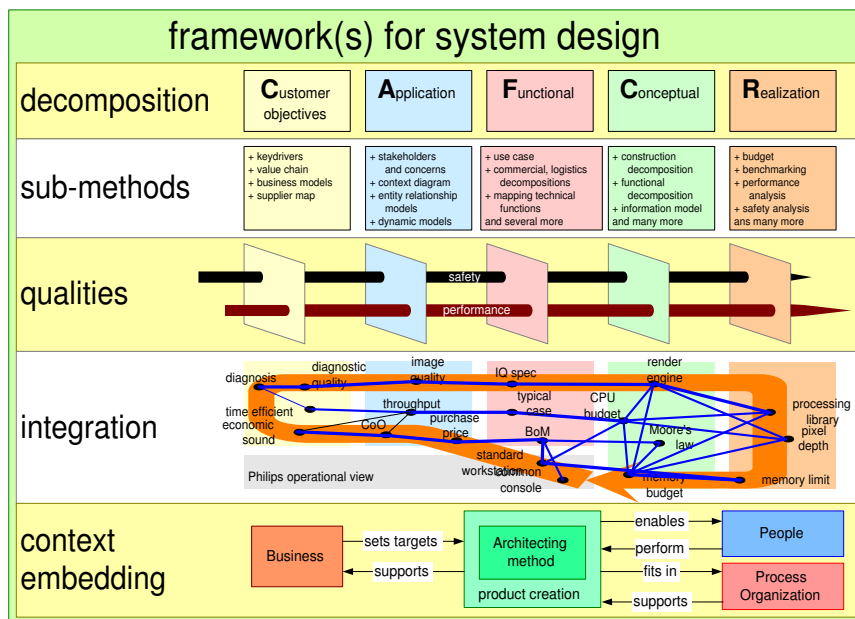 framework(s) for system design
decomposition
Customer
objectives
Application
Functional
Conceptual
Realization
sub-methods
+ keydrivers
+ value chain
+ business models
+ supplier map
+ stakeholders
and concerns
+ context diagram
+ entity relationship
models
+ dynamic models
+ use case
+ commercial, logistics
decompositions
+ mapping technical
functions
and several more
+ construction
decomposition
+ functional
decomposition
+ information model
and many more
+ budget
+ benchmarking
+ performance
analysis
+ safety analysis
ans many more
qualities
safety
performance
integration
diagnosis
diagnostic
quality
image
quality
IQ spec
render
engine
time efficient
throughput
typical
case
CPU
budget
processing
library
economic
sound
CoO
purchase
price
BoM
Moore's
law
pixel
depth
Philips operational view
standard
workstation
common
console
memory
budget
memory limit
context
embedding
Business
sets targets
supports
Architecting
method
product creation
enables
perform
fits in
supports
People
Process
Organization